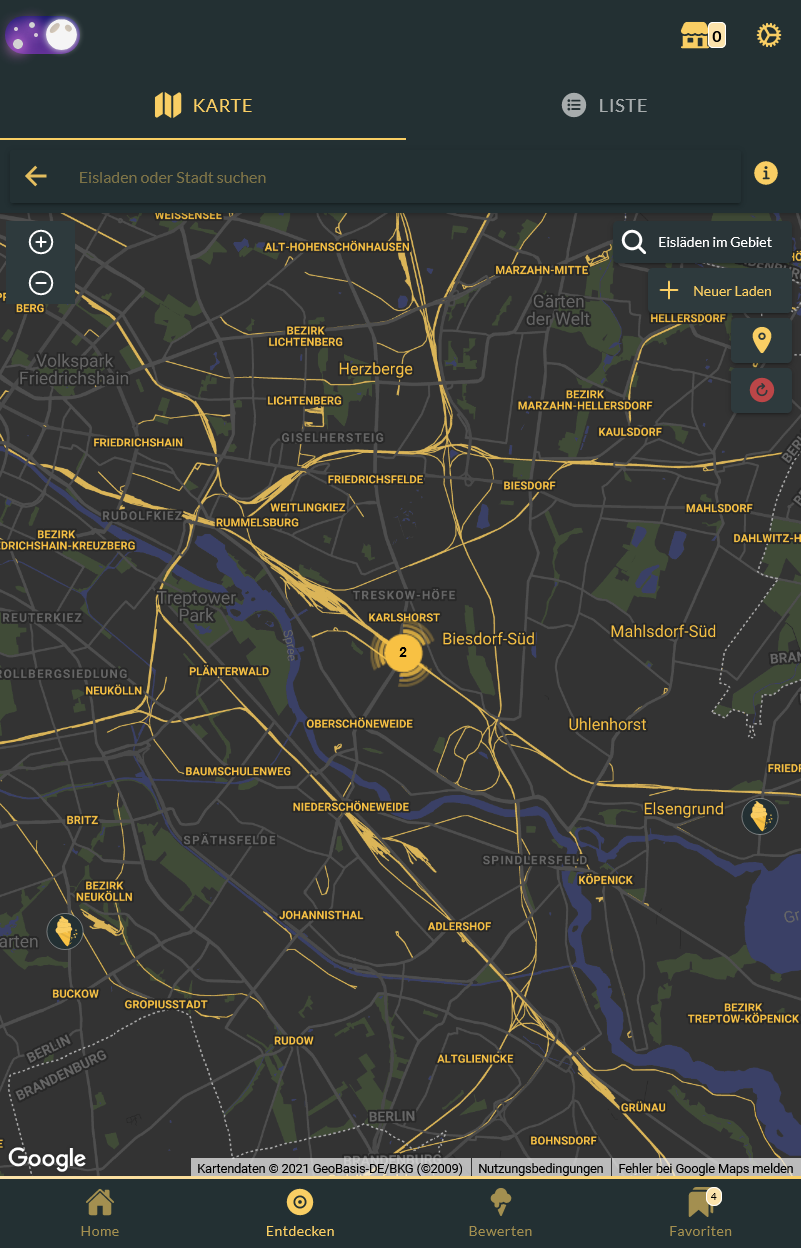 0
KARTE
LISTE
Eisladen oder Stadt suchen
WEISSENSEE
ALT-HOHENSCHÖNHAUSEN
Eisläden im Gebiet
MARZAHN-MITTE
Neuer Laden
BERG
Gärten
der Welt
HELLERSDORF
BEZIRK
LICHTENBERG
Volkspark
Friedrichshain
Herzberge
LICHTENBERG
BEZIRK
MARZAHN-HELLERSDORF
GISELHERSTEIG
KAULSDORF
FRIEDRICHSHAIN
FRIEDRICHSFELDE
BIESDORF
WEITLINGKIEZ
RUDOLFKIEZ
RUMMELSBURG
MAHLSDORF
BEZIRK
DRICHSHAIN-KREUZBERG
DAHLWITZ-H
TRESKOW-HÖFE
Treptower
Park
REUTERKIEZ
KARLSHORST
Spree
Biesdorf-Süd
Mahlsdorf-Süd
2
BRAN
ROLLBERGSIEDLUNG
PLÄNTERWALD
NEUKÖLLN
OBERSCHÖNEWEIDE
Uhlenhorst
BAUMSCHULENWEG
FRIED
NIEDERSCHÖNEWEIDE
Elsengrund
BRITZ
SPÄTHSFELDE
SPINDLERSFELD
KÖPENICK
BEZIRK
NEUKÖLLN
JOHANNISTHAL
Gr
ADLERSHOF
arten
BUCKOW
GROPIUSSTADT
BEZIRK
TREPTOW-KÖPENICK
RUDOW
BERLIN
BRANDENBURG
ALTGLIENICKE
GRÜNAU
BERLIN
BRANDENBURG
BOHNSDORF
Google
Kartendaten © 2021 GeoBasis-DE/BKG (©2009)
Nutzungsbedingungen
Fehler bei Google Maps melden
4
Home
Entdecken
Bewerten
Favoriten